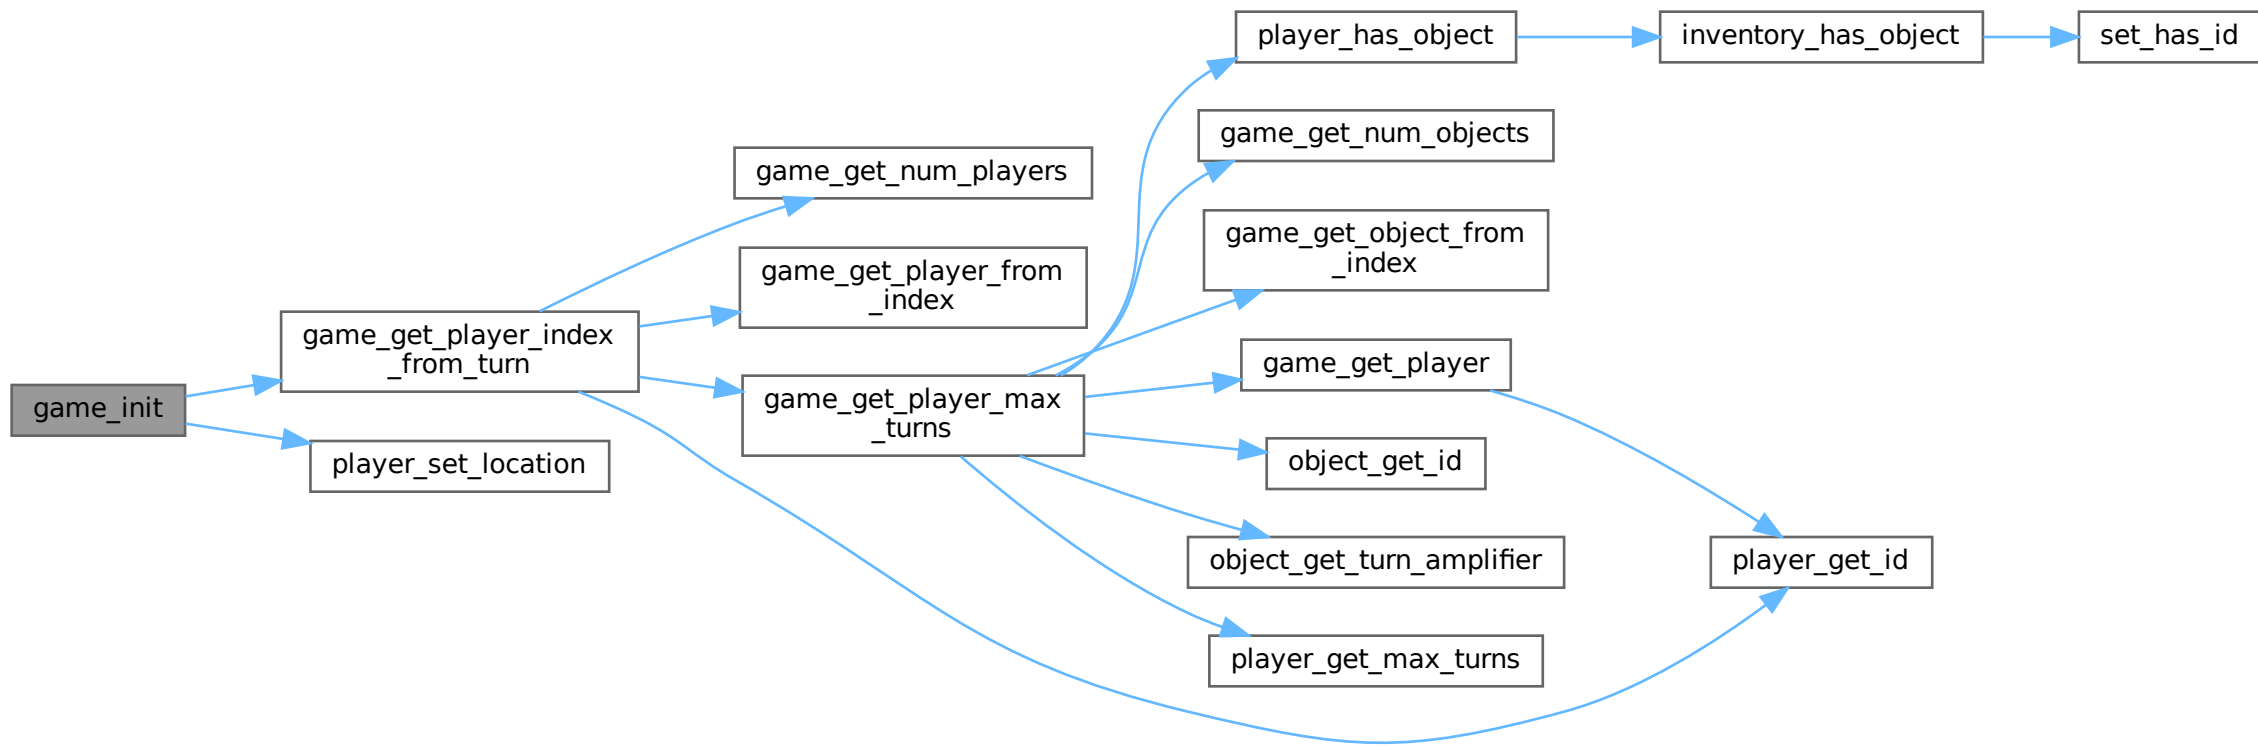 game_init
game_get_player_index
_from_turn
player_set_location
game_get_num_players
game_get_player_from
_index
game_get_player_max
_turns
player_has_object
game_get_num_objects
game_get_object_from
_index
game_get_player
object_get_id
object_get_turn_amplifier
player_get_max_turns
inventory_has_object
player_get_id
set_has_id